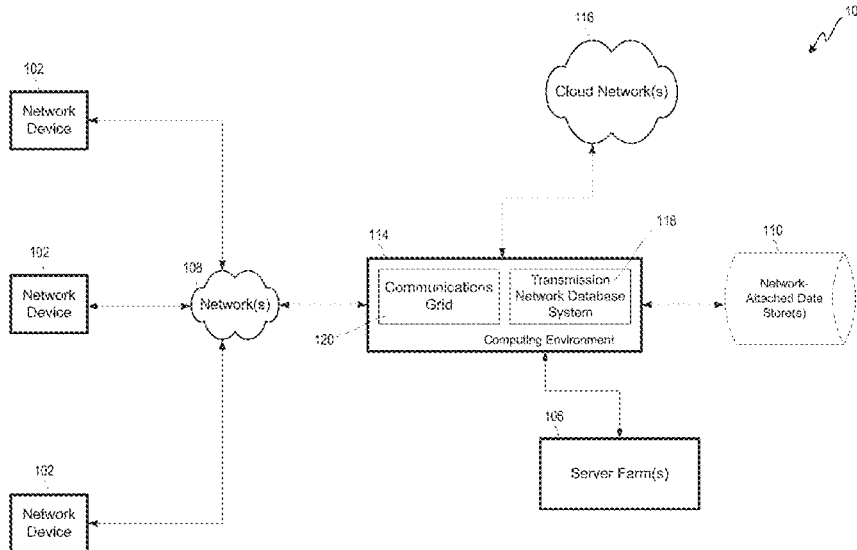 10
116
Cloud Network(s)
102
Network
Device
102
Network
Device
108
Network(s)
114
118
Communications
Grid
Transmission
Network Database
System
120
Computing Environment
110
Network-
Attached Data
Store(s)
106
Server Farm(s)
102
Network
Device